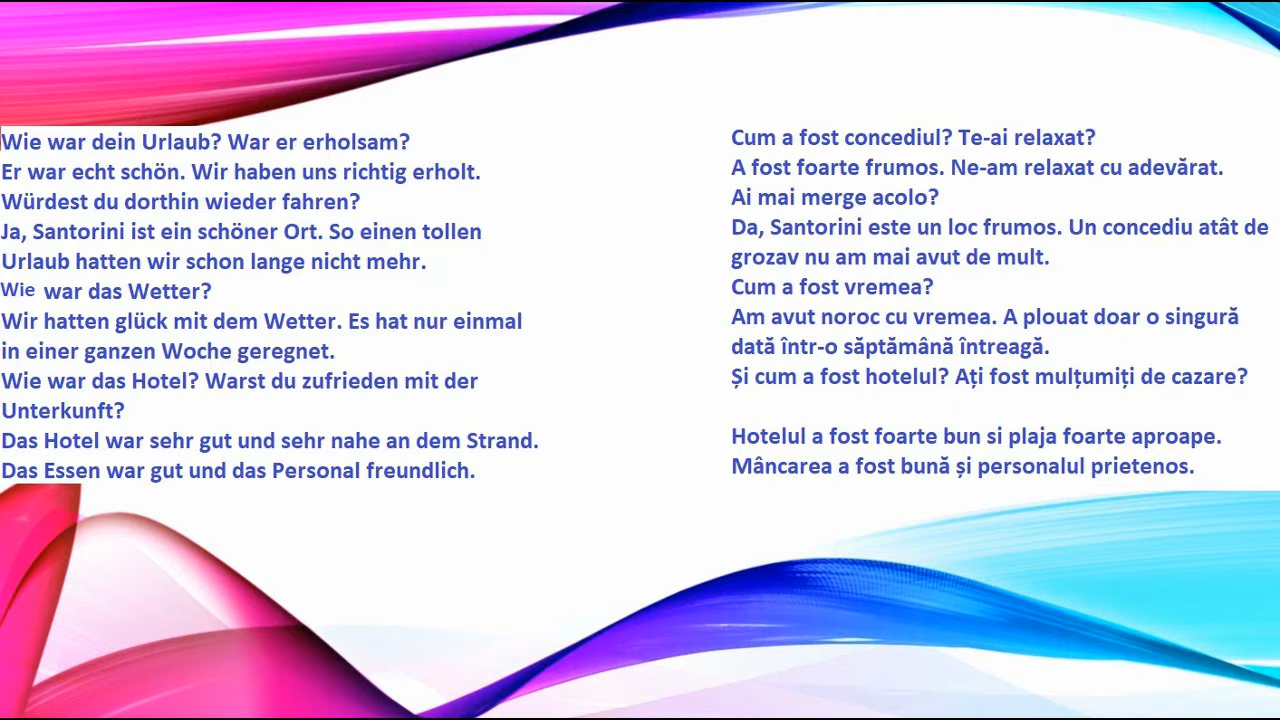 Wie war dein Urlaub? War er erholsam?
Er war echt schön. Wir haben uns richtig erholt.
Würdest du dorthin wieder fahren?
Ja, Santorini ist ein schöner Ort. So einen tollen
Urlaub hatten wir schon lange nicht mehr.
Wie war das Wetter?
Wir hatten glück mit dem Wetter. Es hat nur einmal
in einer ganzen Woche geregnet.
Wie war das Hotel? Warst du zufrieden mit der
Unterkunft?
Das Hotel war sehr gut und sehr nahe an dem Strand.
Das Essen war gut und das Personal freundlich.
Cum a fost concediul? Te-ai relaxat?
A fost foarte frumos. Ne-am relaxat cu adevărat.
Ai mai merge acolo?
Da, Santorini este un loc frumos. Un concediu atât de
grozav nu am mai avut de mult.
Cum a fost vremea?
Am avut noroc cu vremea. A plouat doar o singură
dată într-o săptămână întreagă.
Și cum a fost hotelul? Ați fost mulțumiți de cazare?
Hotelul a fost foarte bun si plaja foarte aproape.
Mâncarea a fost bună și personalul prietenos.